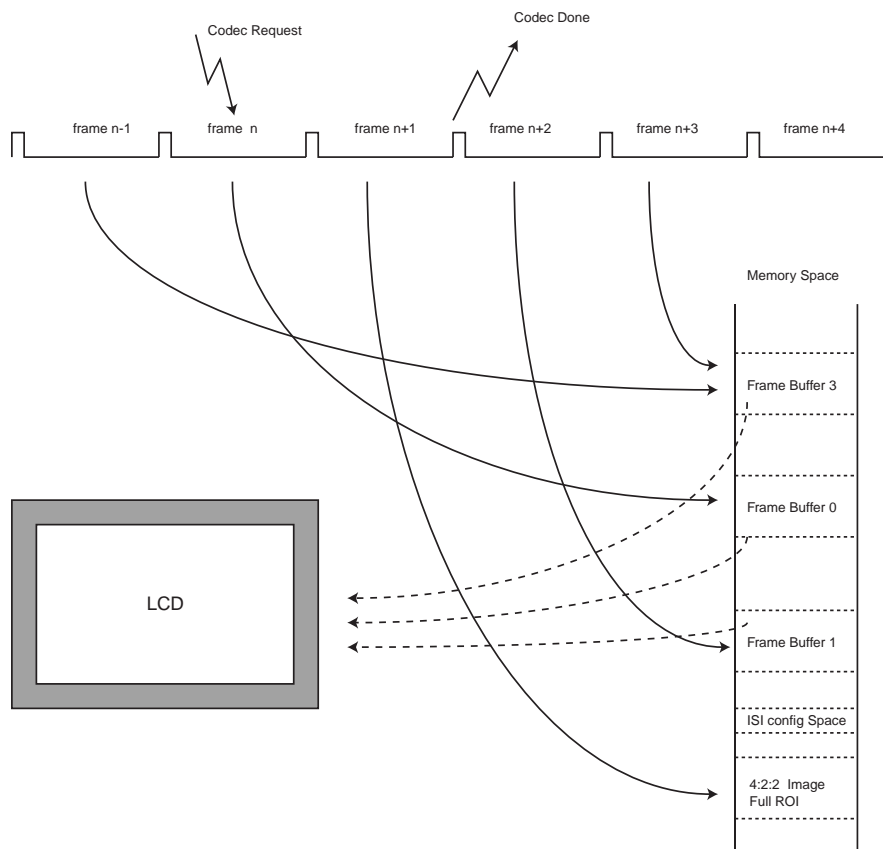 Codec Request
Codec Done
frame n-1
frame n
frame n+1
frame n+2
frame n+3
frame n+4
Memory Space
Frame Buffer 3
Frame Buffer 0
LCD
Frame Buffer 1
ISI config Space
4:2:2 Image
Full ROI